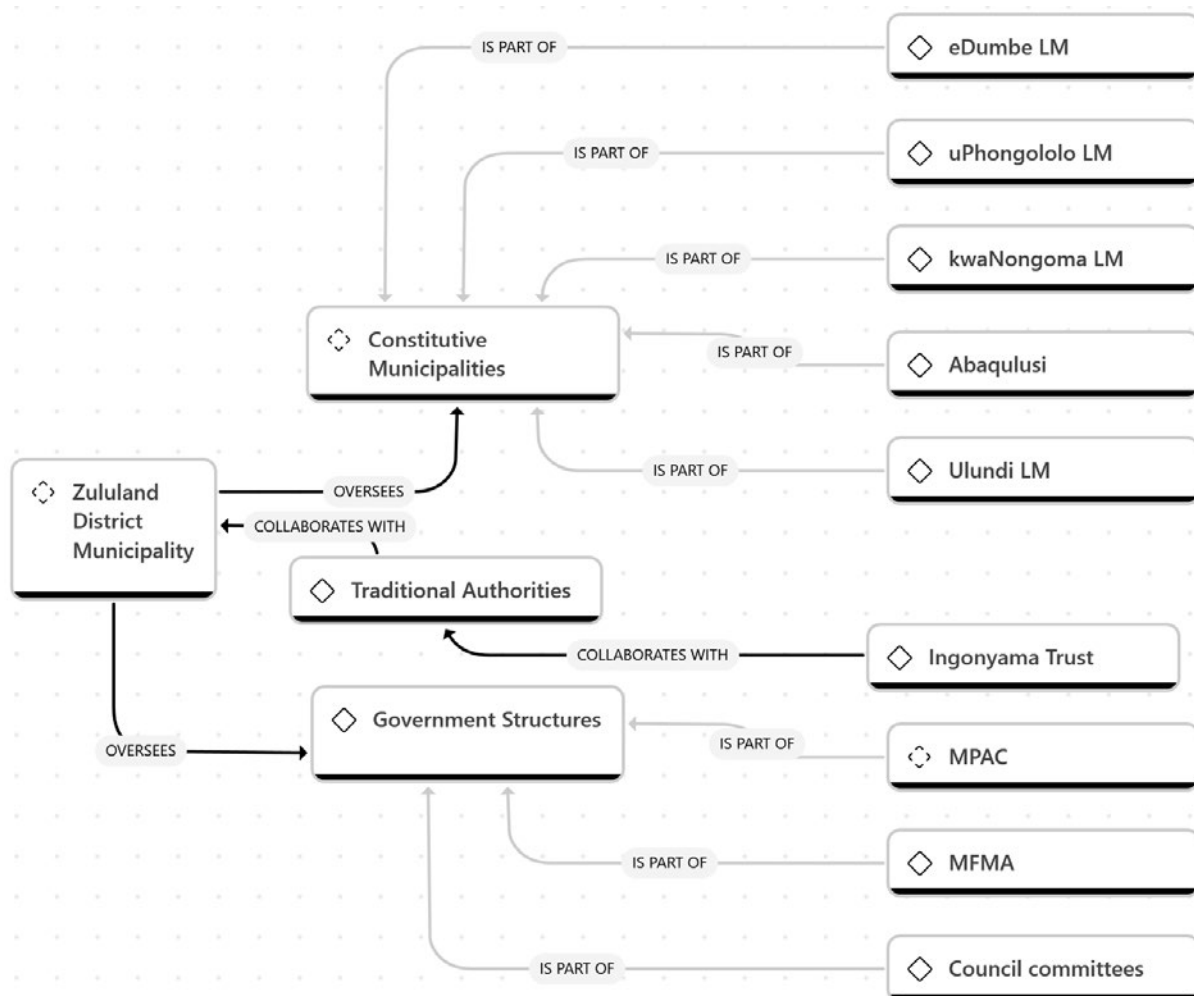 IS PART OF
eDumbe LM
IS PART OF
uPhongololo LM
IS PART OF
kwaNongoma LM
Constitutive
Municipalities
IS PART OF
Abaqulusi
IS PART OF
Ulundi LM
Zululand
District
Municipality
OVERSEES
COLLABORATES WITH
Traditional Authorities
COLLABORATES WITH
Ingonyama Trust
Government Structures
OVERSEES
IS PART OF
MPAC
IS PART OF
MFMA
IS PART OF
Council committees